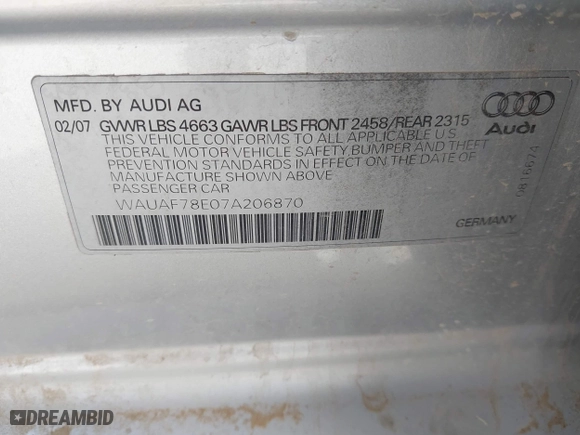 MFD. BY AUDI AG
02/07 GVWR LBS 4663 GAWR LBS FRONT 2458/REAR 2315
THIS VEHICLE CONFORMS TO ALL APPLICABLE U.S.
FEDERAL MOTOR VEHICLE SAFETY BUMPER AND THEFT
PREVENTION STANDARDS IN EFFECT ON THE DATE OF
MANUFACTURE SHOWN ABOVE
PASSENGER CAR
WAUAF78E07A206870
Audi
0816674
GERMANY
DREAMBID